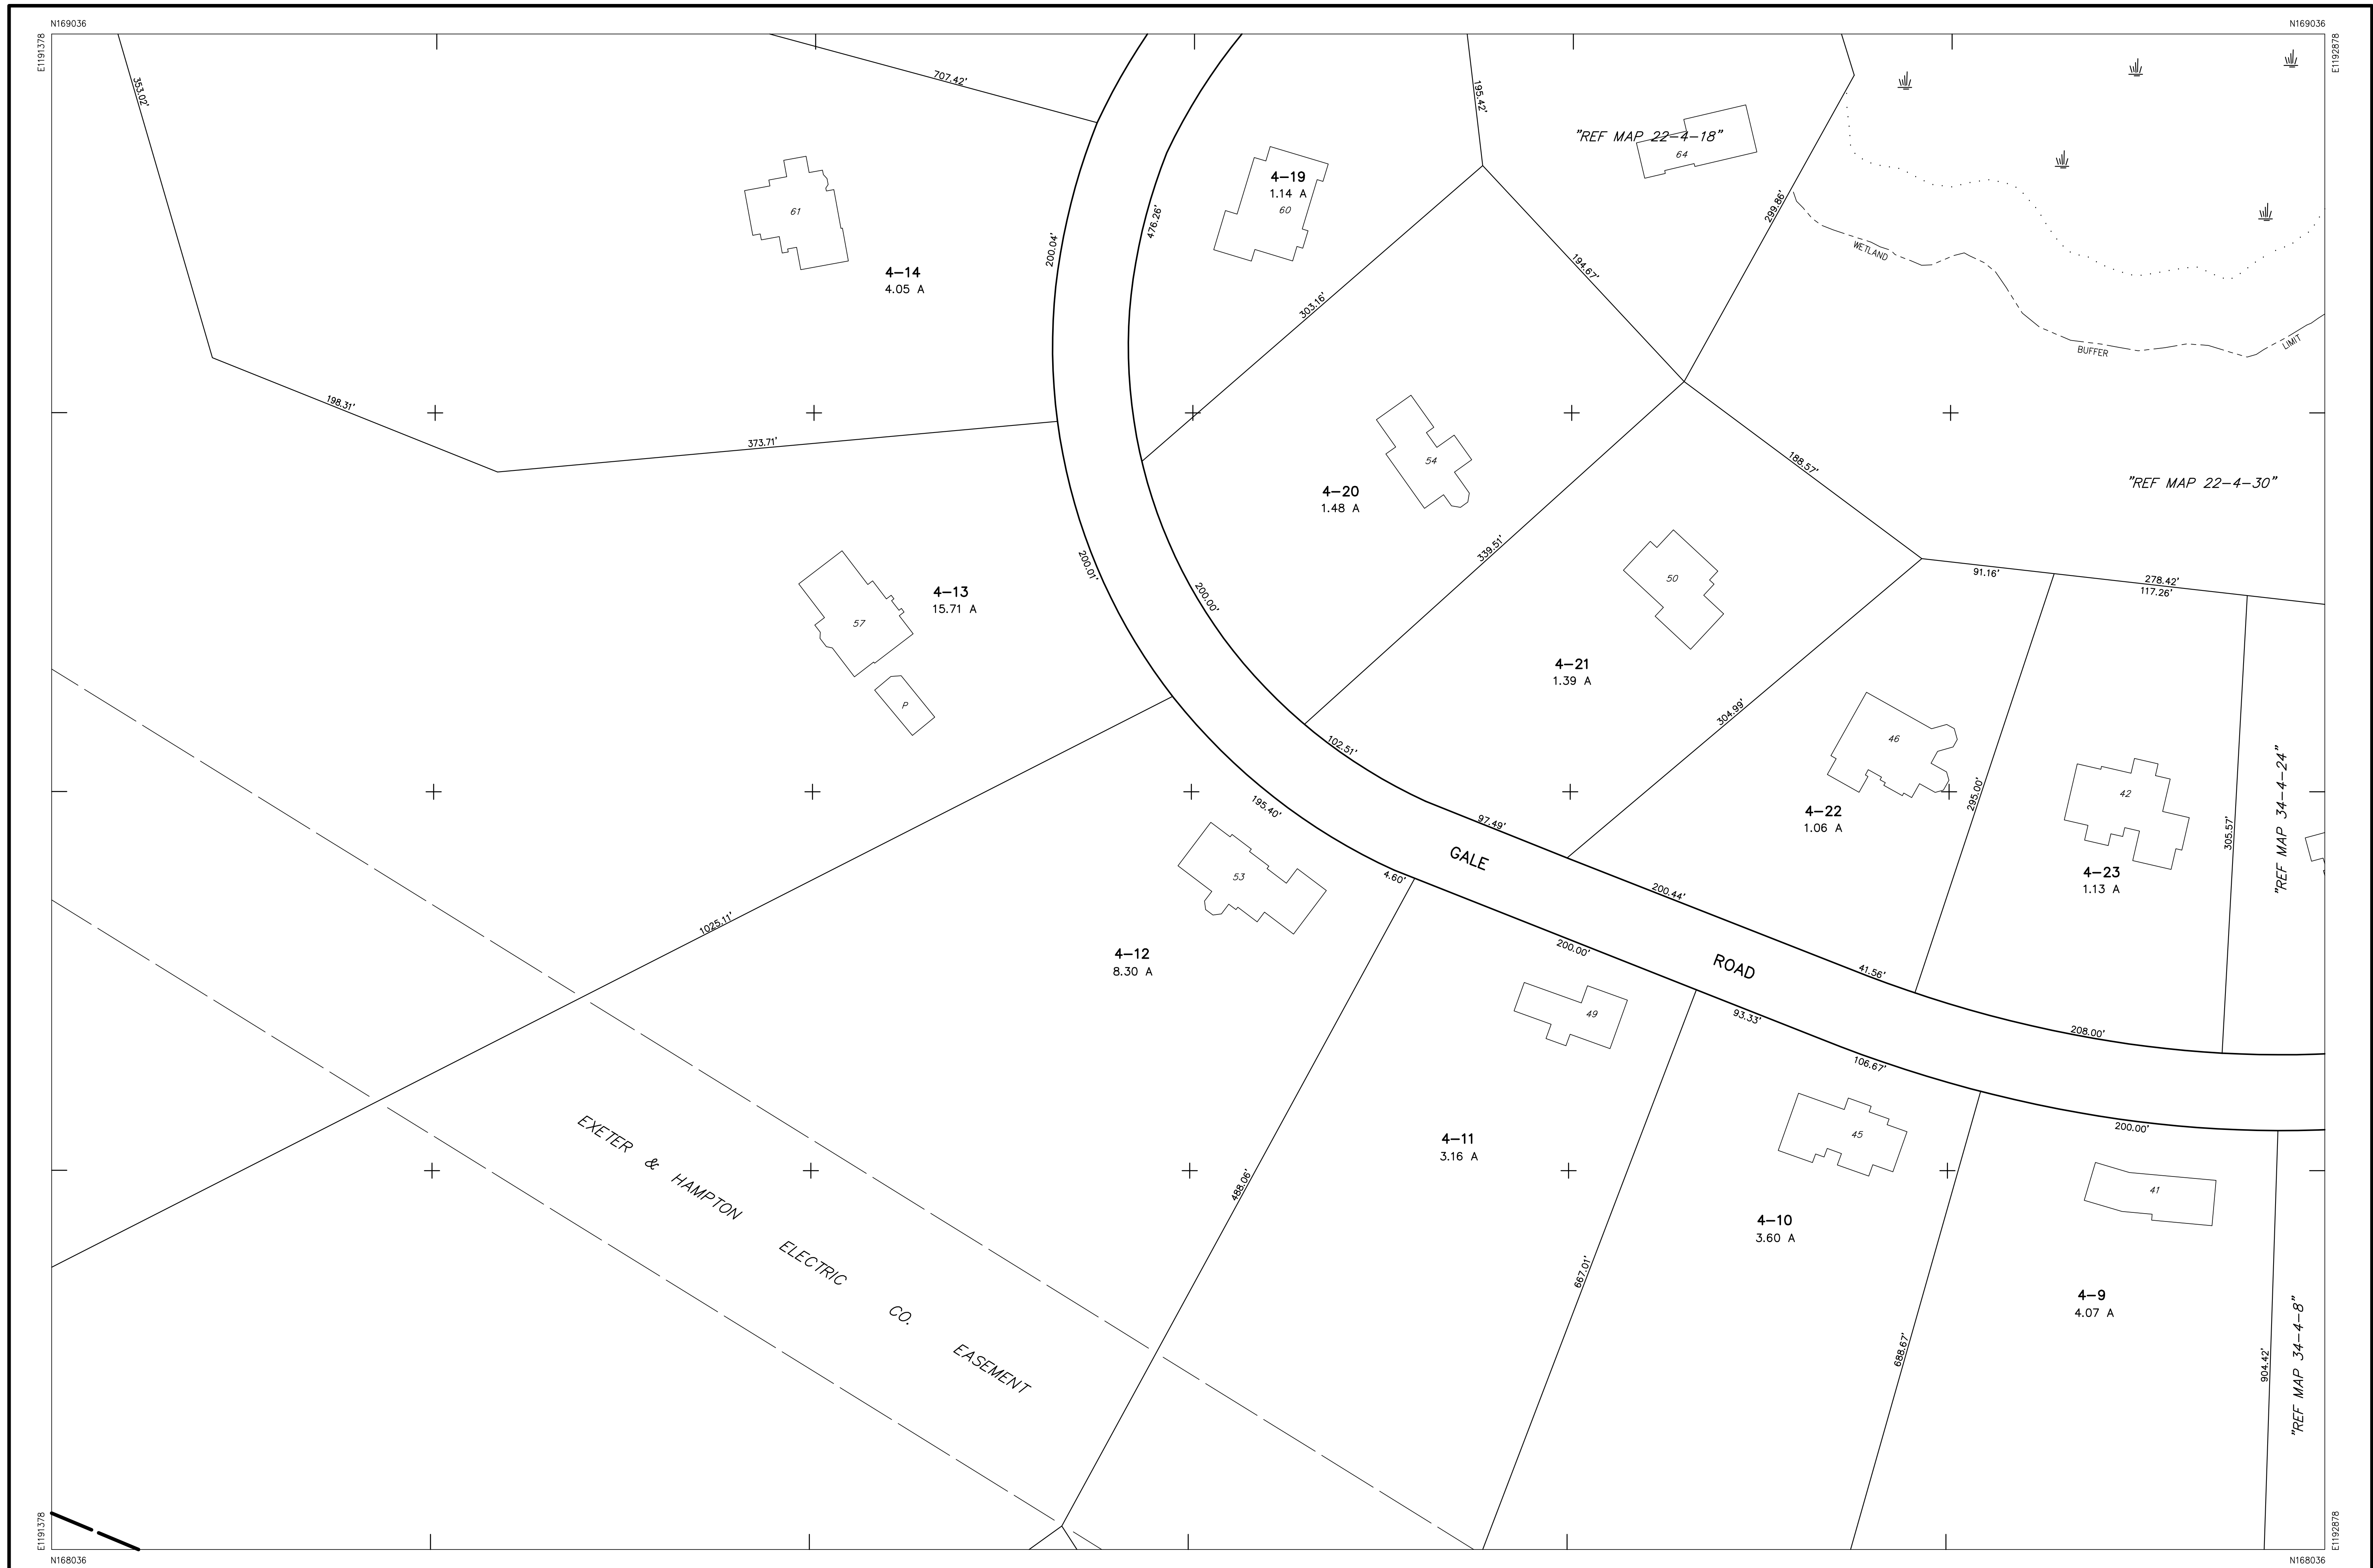 N169036
N169036
E1191378
E1192878
353.02'
707.42'
195.42'
"REF MAP 22-4-18"
64
4-19
1.14 A
60
61
476.26'
200.04'
299.86'
WETLAND
4-14
4.05 A
194.67'
303.16'
BUFFER
LIMIT
198.31'
373.71'
54
188.57'
"REF MAP 22-4-30"
4-20
1.48 A
339.51'
200.01'
200.00'
50
91.16'
278.42'
117.26'
4-13
15.71 A
57
P
4-21
1.39 A
304.99'
102.51'
46
295.00'
42
"REF MAP 34-4-24"
195.40'
97.49'
4-22
1.06 A
305.57'
GALE
53
4.60'
200.44'
4-23
1.13 A
1025.11'
4-12
8.30 A
200.00'
ROAD
41.56'
49
93.33'
208.00'
106.67'
EXETER & HAMPTON ELECTRIC CO. EASEMENT
4-11
3.16 A
45
200.00'
488.06'
41
4-10
3.60 A
667.01'
4-9
4.07 A
688.67'
904.42'
"REF MAP 34-4-8"
E1191378
E1192878
N168036
N168036